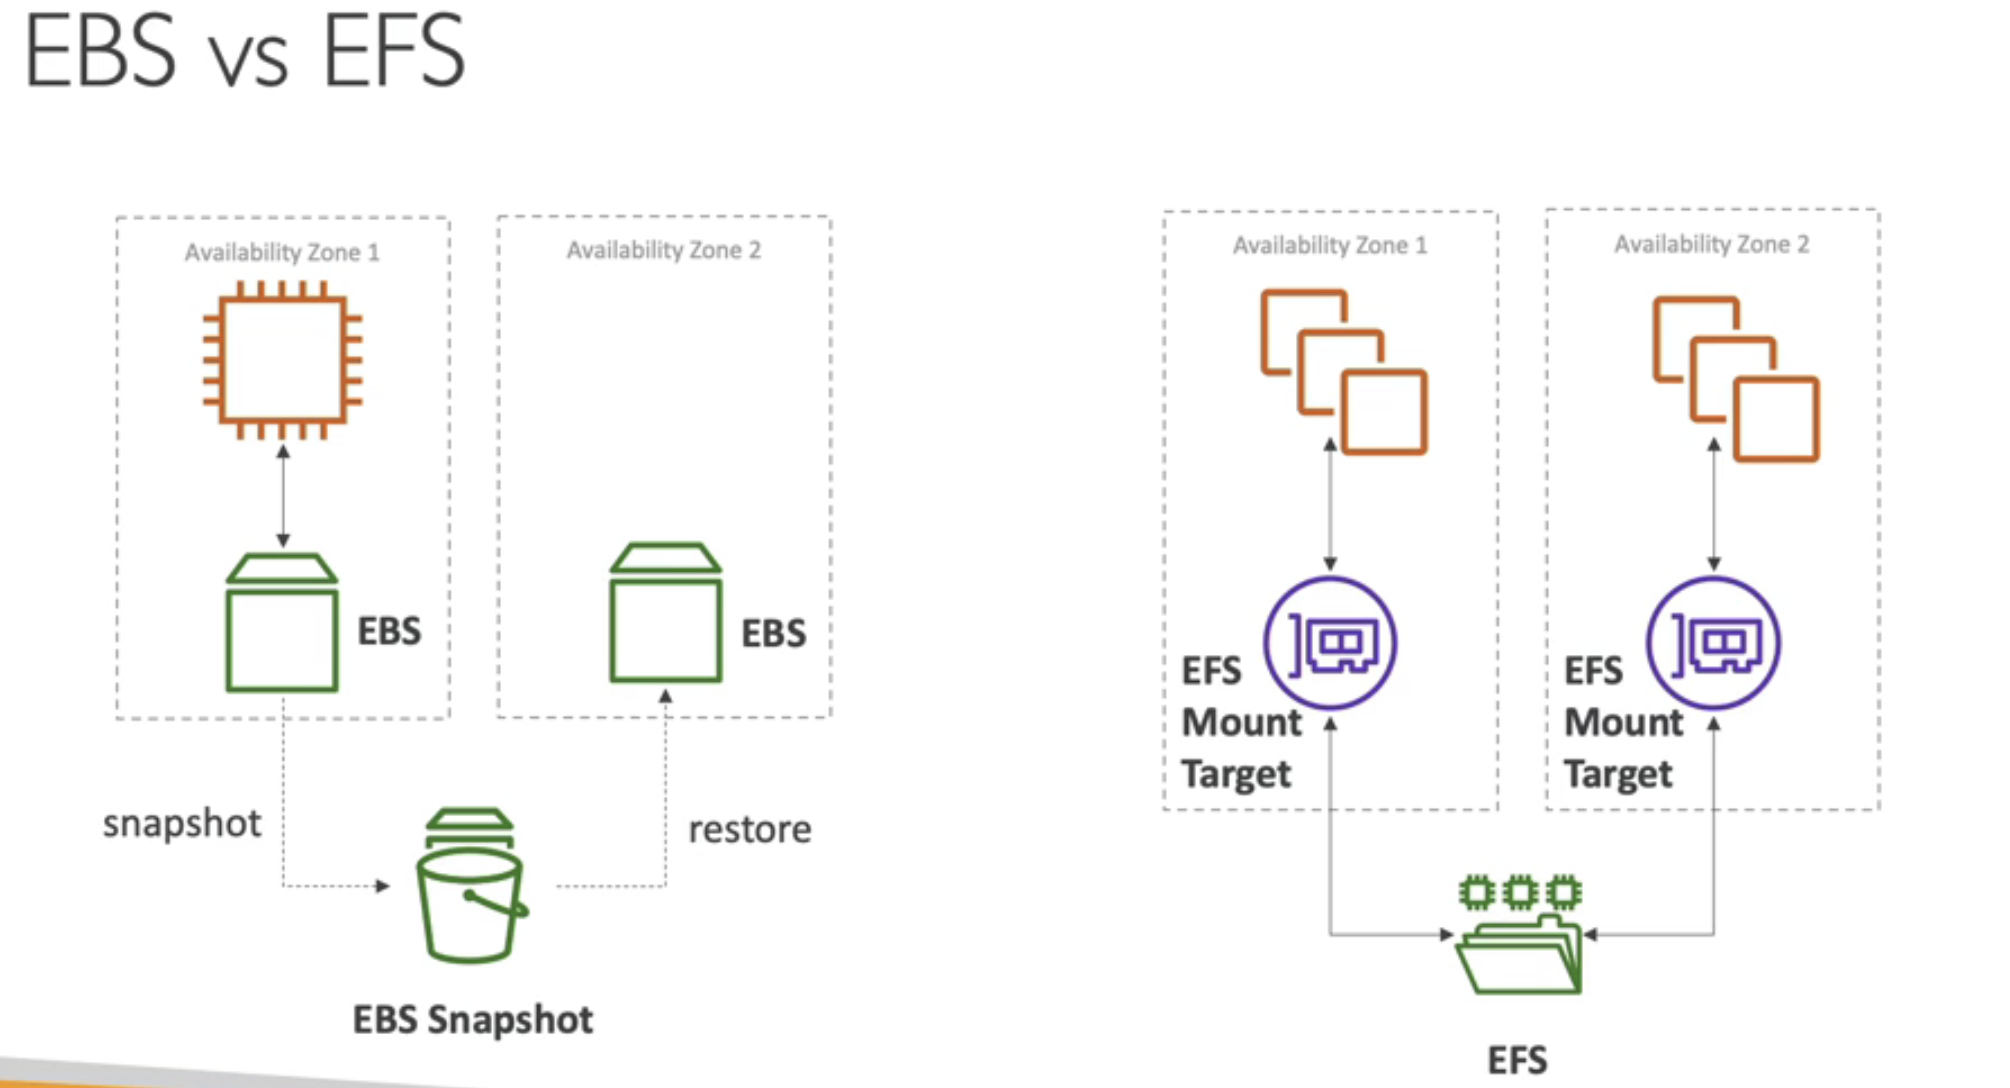 EBS vs EFS
Availability Zone 1
Availability Zone 2
EBS
EBS
snapshot
restore
EBS Snapshot
Availability Zone 1
Availability Zone 2
EFS
Mount
Target
EFS
Mount
Target
EFS